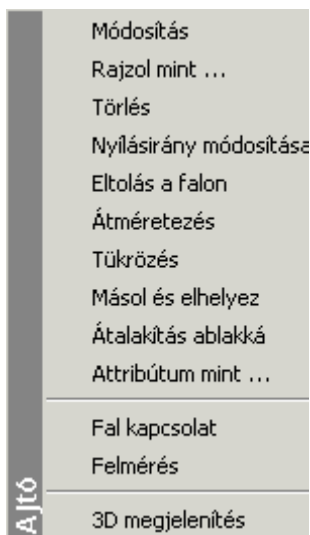 Módosítás
Rajzol mint ...
Törlés
Nyílásirány módosítása
Eltolás a falon
Átméretezés
Tükrözés
Másol és elhelyez
Átalakítás ablakká
Attribútum mint ...
Fal kapcsolat
Felmérés
3D megjelenítés
Ajtó